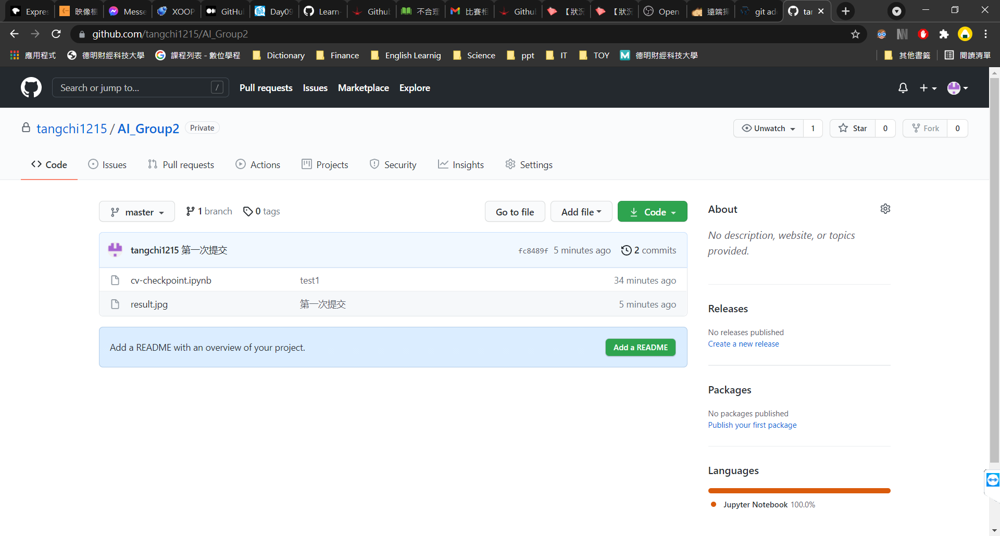 Expres
映像檔
Messe
XOOP
GitHu
Day09
Learn
Githu
不合理
比賽相
Githu
【狀況
【狀況
Open
遠端操
git ad
tan
github.com/tangchi1215/AI_Group2
應用程式
德明財經科技大學
課程列表 - 數位學程
Dictionary
Finance
English Learnig
Science
ppt
IT
TOY
德明財經科技大學
其他書籤
閱讀清單
Search or jump to...
/
Pull requests
Issues
Marketplace
Explore
tangchi1215 / AI_Group2
Private
Unwatch
1
Star
0
Fork
0
Code
Issues
Pull requests
Actions
Projects
Security
Insights
Settings
master
1 branch
0 tags
Go to file
Add file
Code
tangchi1215 第一次提交
fc8489f
5 minutes ago
2 commits
cv-checkpoint.ipynb
test1
34 minutes ago
result.jpg
第一次提交
5 minutes ago
Add a README with an overview of your project.
Add a README
About
No description, website, or topics
provided.
Releases
No releases published
Create a new release
Packages
No packages published
Publish your first package
Languages
Jupyter Notebook 100.0%